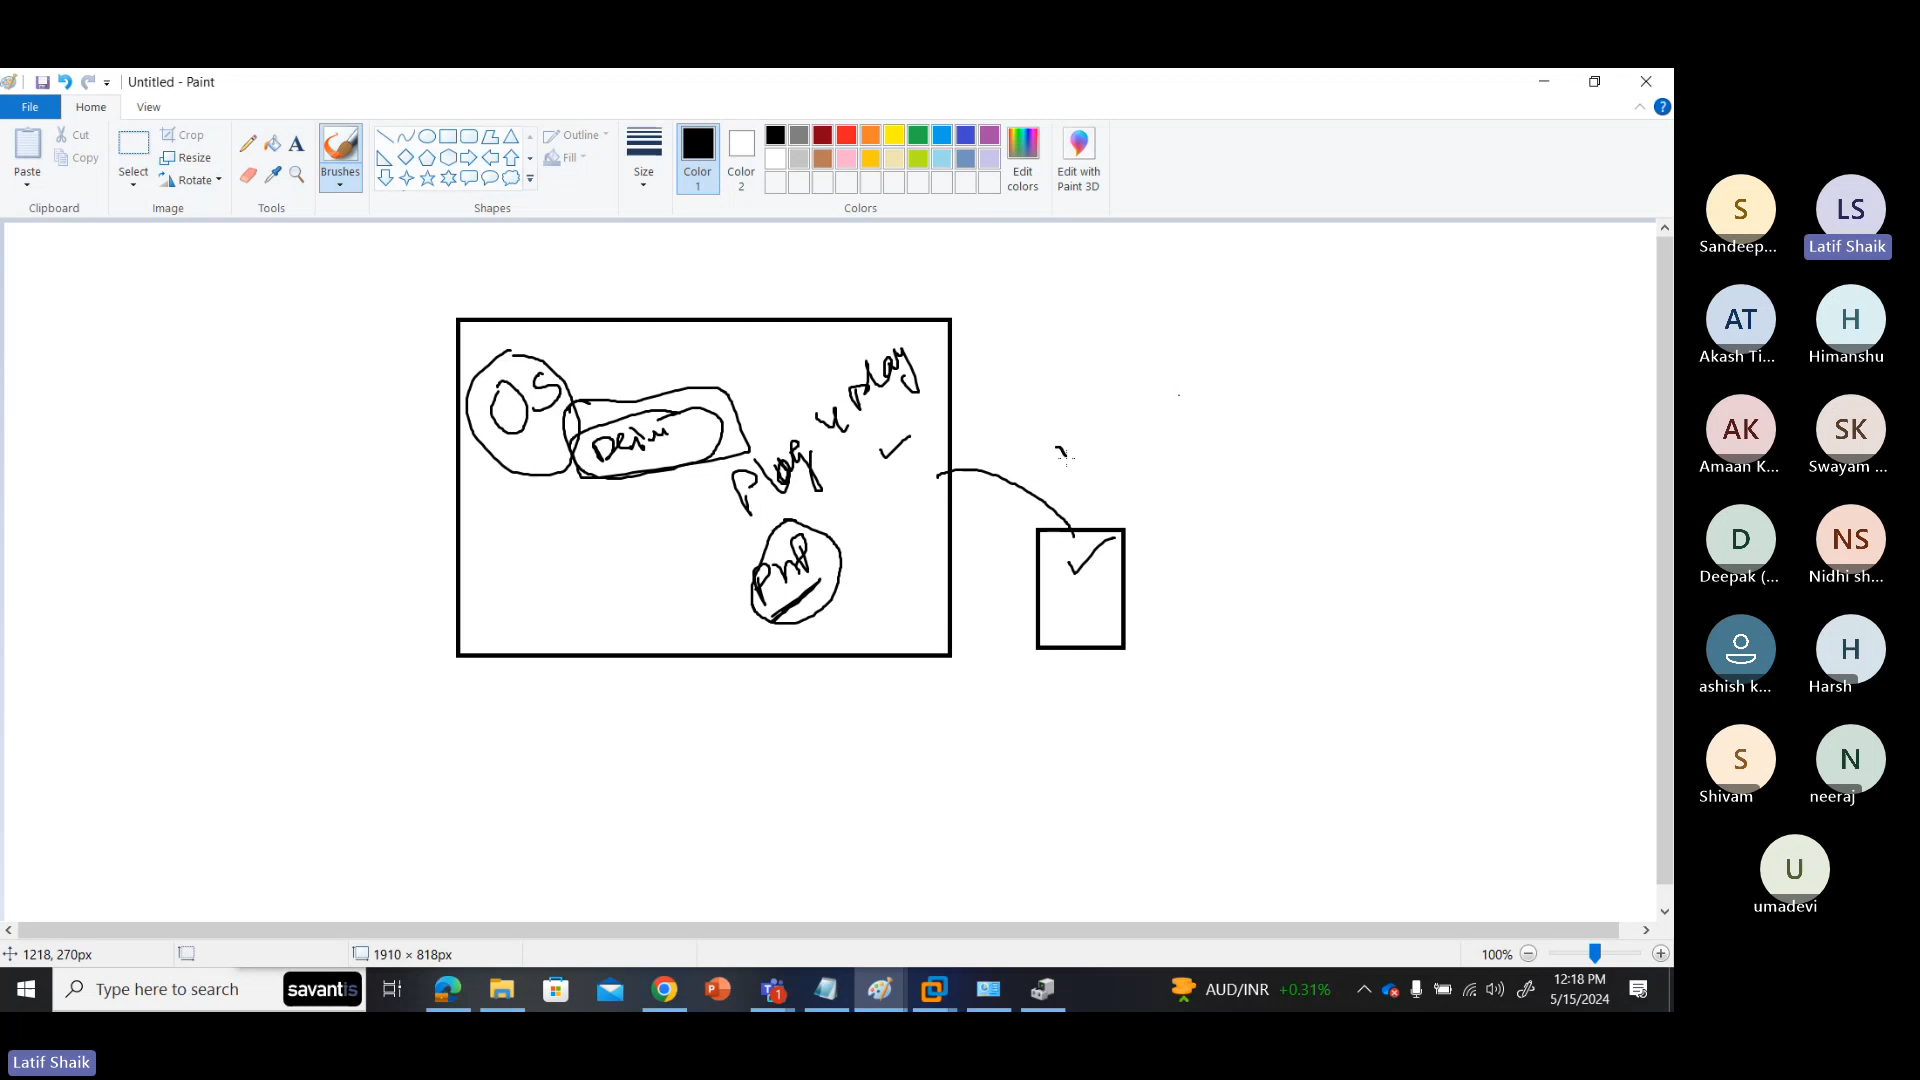 Untitled - Paint
File
Home
View
Paste
Cut
Copy
Clipboard
Select
Crop
Resize
Rotate
Image
Tools
Brushes
Shapes
Outline
Fill
Size
Color
1
Color
2
Edit
colors
Edit with
Paint 3D
Colors
OS
play
play
PnP
Sandeep...
LS
Latif Shaik
S
AT
Akash Ti...
H
Himanshu
AK
Amaan K...
SK
Swayam ...
D
Deepak (...
NS
Nidhi sh...
ashish k...
H
Harsh
S
Shivam
N
neeraj
U
umadevi
1218, 270px
1910 × 818px
100%
Type here to search
savantis
1
AUD/INR +0.31%
12:18 PM
5/15/2024
Latif Shaik